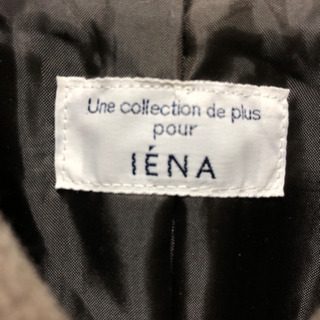 Une collection de plus
pour
IÉNA